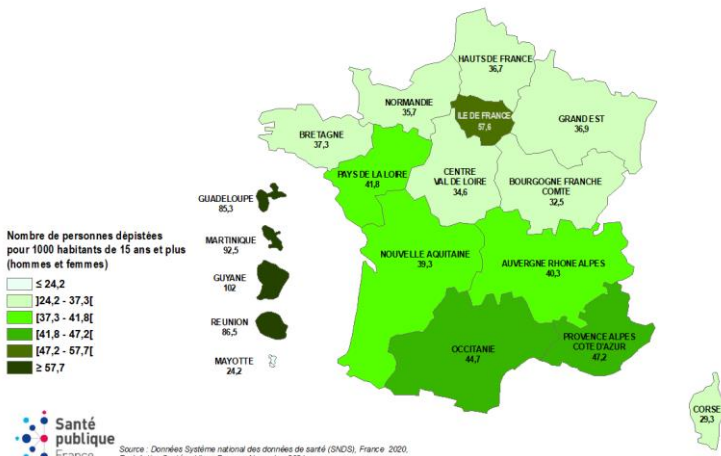 HAUTS DE FRANCE
36,7
NORMANDIE
35,7
ILE DE FRANCE
57,6
GRAND EST
36,9
BRETAGNE
37,3
PAYS DE LA LOIRE
41,8
CENTRE
VAL DE LOIRE
34,6
BOURGOGNE FRANCHE
COMTE
32,5
GUADELOUPE
85,3
MARTINIQUE
92,5
GUYANE
102
REUNION
86,5
MAYOTTE
24,2
NOUVELLE AQUITAINE
39,3
AUVERGNE RHONE ALPES
40,3
OCCITANIE
44,7
PROVENCE ALPES
COTE D'AZUR
47,2
CORSE
29,3
Nombre de personnes dépistées
pour 1000 habitants de 15 ans et plus
(hommes et femmes)
≤ 24,2
]24,2 - 37,3[
[37,3 - 41,8[
[41,8 - 47,2[
[47,2 - 57,7[
≥ 57,7
Santé
publique
France
Source : Données Système national des données de santé (SNDS), France 2020,